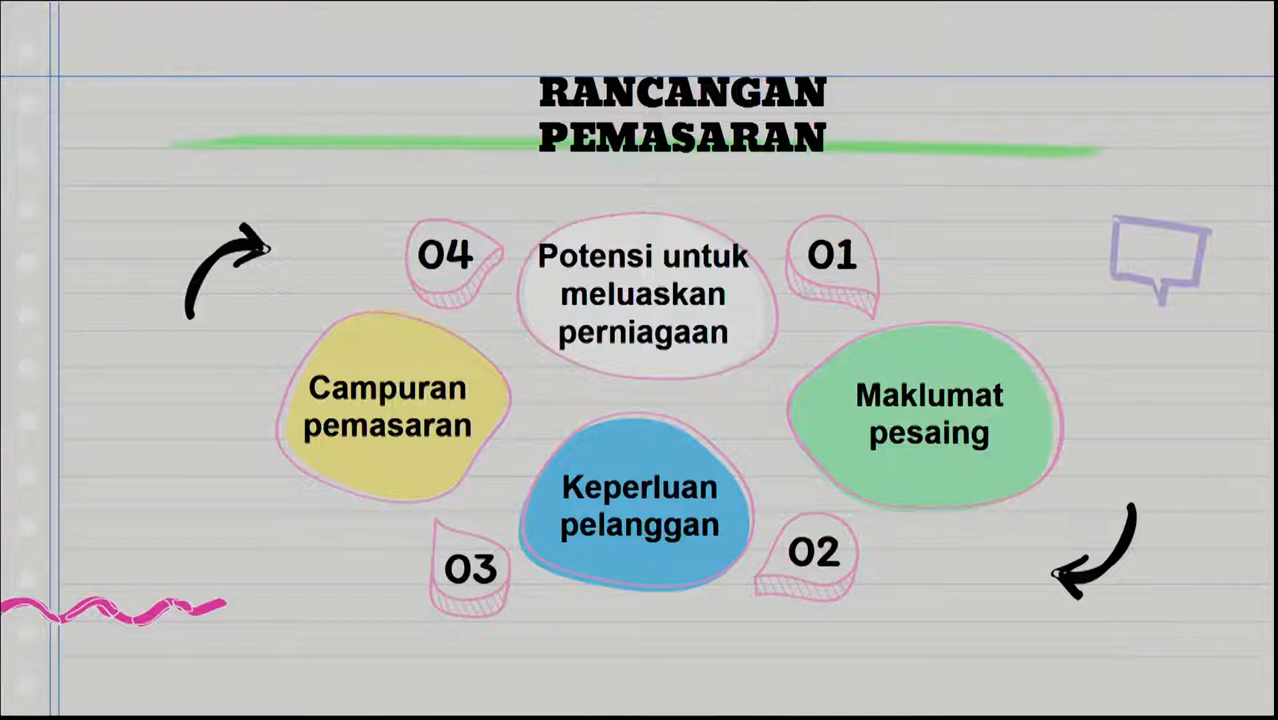 RANCANGAN
PEMASARAN
04
Potensi untuk
meluaskan
perniagaan
01
Campuran
pemasaran
Maklumat
pesaing
Keperluan
pelanggan
03
02